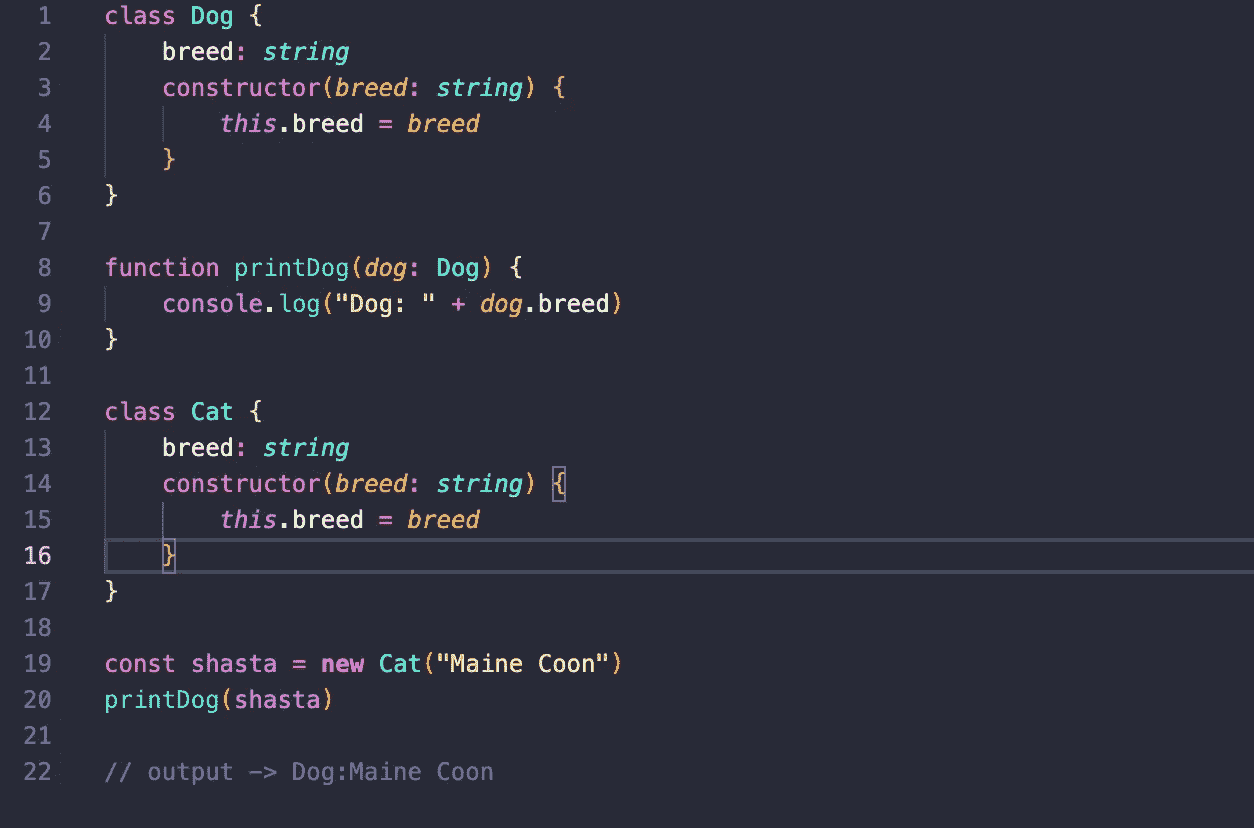 1 class Dog {
2     breed: string
3     constructor(breed: string) {
4         this.breed = breed
5     }
6 }
7
8 function printDog(dog: Dog) {
9     console.log("Dog: " + dog.breed)
10 }
11
12 class Cat {
13     breed: string
14     constructor(breed: string) {
15         this.breed = breed
16     }
17 }
18
19 const shasta = new Cat("Maine Coon")
20 printDog(shasta)
21
22 // output -> Dog:Maine Coon